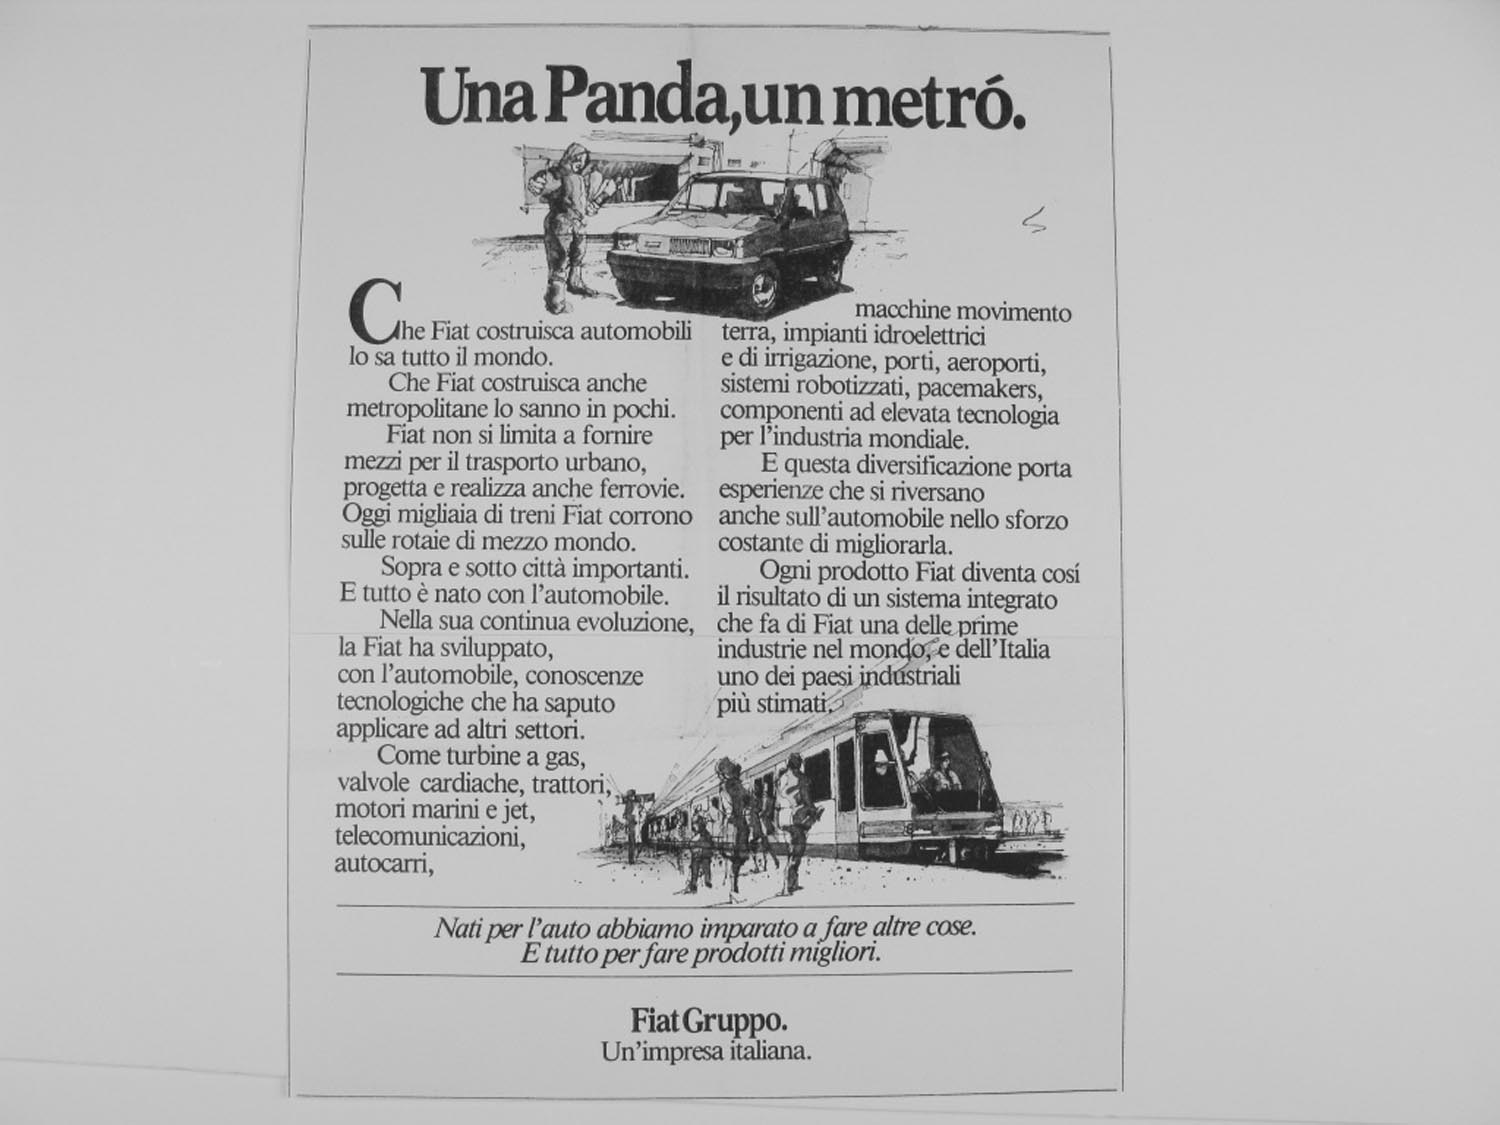 Una Panda, un metró.
Che Fiat costruisca automobili
lo sa tutto il mondo.
Che Fiat costruisca anche
metropolitane lo sanno in pochi.
Fiat non si limita a fornire
mezzi per il trasporto urbano,
progetta e realizza anche ferrovie.
Oggi migliaia di treni Fiat corrono
sulle rotaie di mezzo mondo.
Sopra e sotto città importanti.
E tutto è nato con l'automobile.
Nella sua continua evoluzione,
la Fiat ha sviluppato,
con l'automobile, conoscenze
tecnologiche che ha saputo
applicare ad altri settori.
Come turbine a gas,
valvole cardiache, trattori,
motori marini e jet,
telecomunicazioni,
autocarri,
macchine movimento
terra, impianti idroelettrici
e di irrigazione, porti, aeroporti,
sistemi robotizzati, pacemakers,
componenti ad elevata tecnologia
per l'industria mondiale.
E questa diversificazione porta
esperienze che si riversano
anche sull'automobile nello sforzo
costante di migliorarla.
Ogni prodotto Fiat diventa cosí
il risultato di un sistema integrato
che fa di Fiat una delle prime
industrie nel mondo, e dell'Italia
uno dei paesi industriali
più stimati.
Nati per l'auto abbiamo imparato a fare altre cose.
E tutto per fare prodotti migliori.
Fiat Gruppo.
Un'impresa italiana.